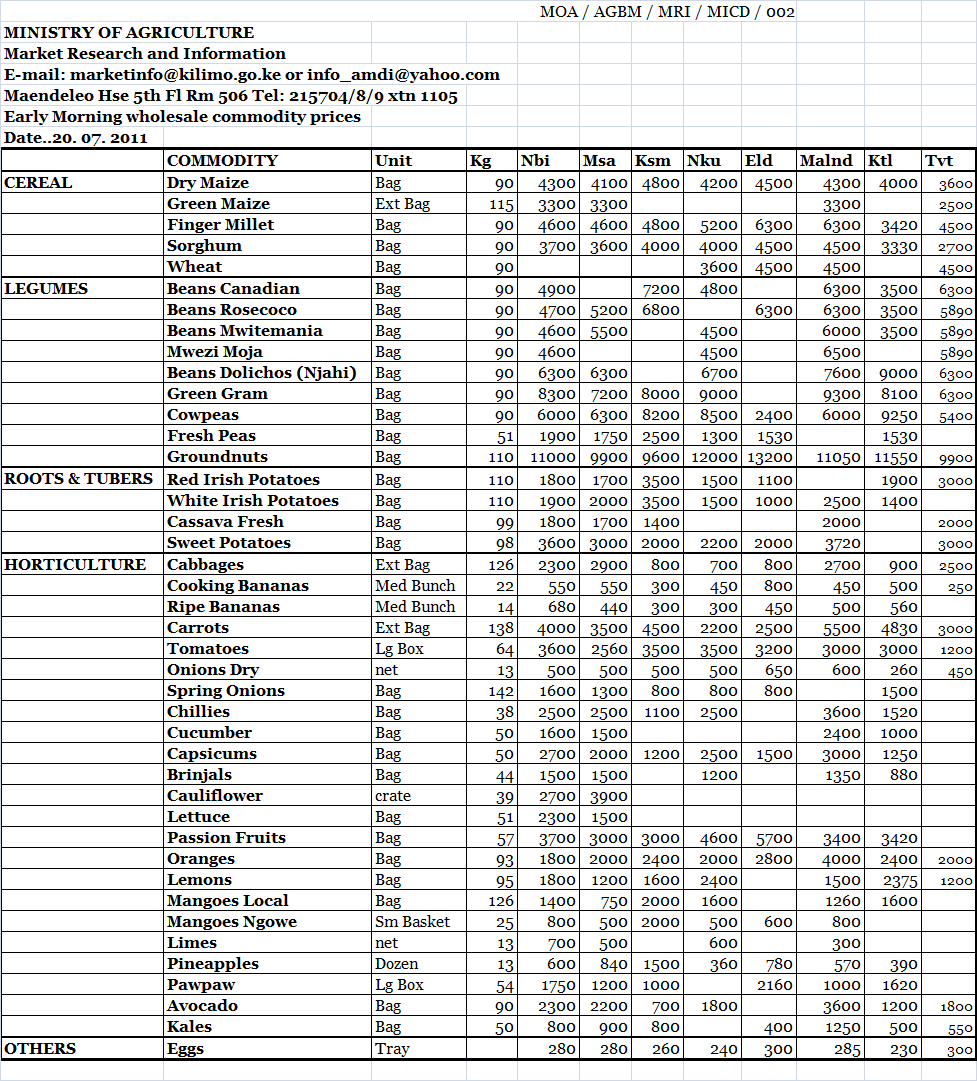 MOA / AGBM / MRI / MICD / 002
MINISTRY OF AGRICULTURE
Market Research and Information
E-mail: marketinfo@kilimo.go.ke or info_amdi@yahoo.com
Maendeleo Hse 5th Fl Rm 506 Tel: 215704/8/9 xtn 1105
Early Morning wholesale commodity prices
Date..20. 07. 2011
COMMODITY Unit Kg Nbi Msa Ksm Nku Eld Malnd Ktl Tvt
CEREAL Dry Maize Bag 90 4300 4100 4800 4200 4500 4300 4000 3600
Green Maize Ext Bag 115 3300 3300 3300 2500
Finger Millet Bag 90 4600 4600 4800 5200 6300 6300 3420 4500
Sorghum Bag 90 3700 3600 4000 4000 4500 4500 3330 2700
Wheat Bag 90 3600 4500 4500 4500
LEGUMES Beans Canadian Bag 90 4900 7200 4800 6300 3500 6300
Beans Rosecoco Bag 90 4700 5200 6800 6300 6300 3500 5890
Beans Mwitemania Bag 90 4600 5500 4500 6000 3500 5890
Mwezi Moja Bag 90 4600 4500 6500 5890
Beans Dolichos (Njahi) Bag 90 6300 6300 6700 7600 9000 6300
Green Gram Bag 90 8300 7200 8000 9000 9300 8100 6300
Cowpeas Bag 90 6000 6300 8200 8500 2400 6000 9250 5400
Fresh Peas Bag 51 1900 1750 2500 1300 1530 1530
Groundnuts Bag 110 11000 9900 9600 12000 13200 11050 11550 9900
ROOTS & TUBERS Red Irish Potatoes Bag 110 1800 1700 3500 1500 1100 1900 3000
White Irish Potatoes Bag 110 1900 2000 3500 1500 1000 2500 1400
Cassava Fresh Bag 99 1800 1700 1400 2000 2000
Sweet Potatoes Bag 98 3600 3000 2000 2200 2000 3720 3000
HORTICULTURE Cabbages Ext Bag 126 2300 2900 800 700 800 2700 900 2500
Cooking Bananas Med Bunch 22 550 550 300 450 800 450 500 250
Ripe Bananas Med Bunch 14 680 440 300 300 450 500 560
Carrots Ext Bag 138 4000 3500 4500 2200 2500 5500 4830 3000
Tomatoes Lg Box 64 3600 2560 3500 3500 3200 3000 3000 1200
Onions Dry net 13 500 500 500 500 650 600 260 450
Spring Onions Bag 142 1600 1300 800 800 800 1500
Chillies Bag 38 2500 2500 1100 2500 3600 1520
Cucumber Bag 50 1600 1500 2400 1000
Capsicums Bag 50 2700 2000 1200 2500 1500 3000 1250
Brinjals Bag 44 1500 1500 1200 1350 880
Cauliflower crate 39 2700 3900
Lettuce Bag 51 2300 1500
Passion Fruits Bag 57 3700 3000 3000 4600 5700 3400 3420
Oranges Bag 93 1800 2000 2400 2000 2800 4000 2400 2000
Lemons Bag 95 1800 1200 1600 2400 1500 2375 1200
Mangoes Local Bag 126 1400 750 2000 1600 1260 1600
Mangoes Ngowe Sm Basket 25 800 500 2000 500 600 800
Limes net 13 700 500 600 300
Pineapples Dozen 13 600 840 1500 360 780 570 390
Pawpaw Lg Box 54 1750 1200 1000 2160 1000 1620
Avocado Bag 90 2300 2200 700 1800 3600 1200 1800
Kales Bag 50 800 900 800 400 1250 500 550
OTHERS Eggs Tray 280 280 260 240 300 285 230 300